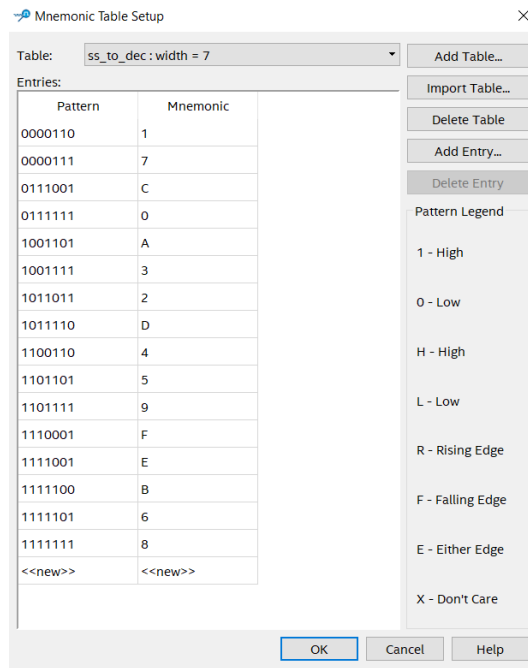 Mnemonic Table Setup
Table: ss_to_dec : width = 7
Add Table...
Entries:
Import Table...
Pattern Mnemonic
Delete Table
0000110 1
0000111 7
Add Entry...
0111001 C
Delete Entry
0111111 0
Pattern Legend
1001101 A
1 - High
1001111 3
1011011 2
0 - Low
1011110 D
1100110 4
H - High
1101101 5
L - Low
1101111 9
1110001 F
R - Rising Edge
1111001 E
1111100 B
F - Falling Edge
1111101 6
1111111 8
E - Either Edge
<<new>> <<new>>
X - Don't Care
OK Cancel Help